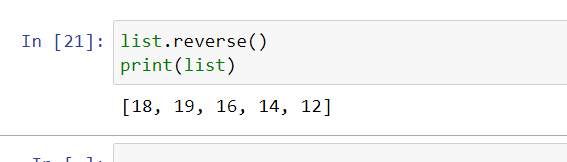 In [21]: list.reverse()
print(list)
[18, 19, 16, 14, 12]